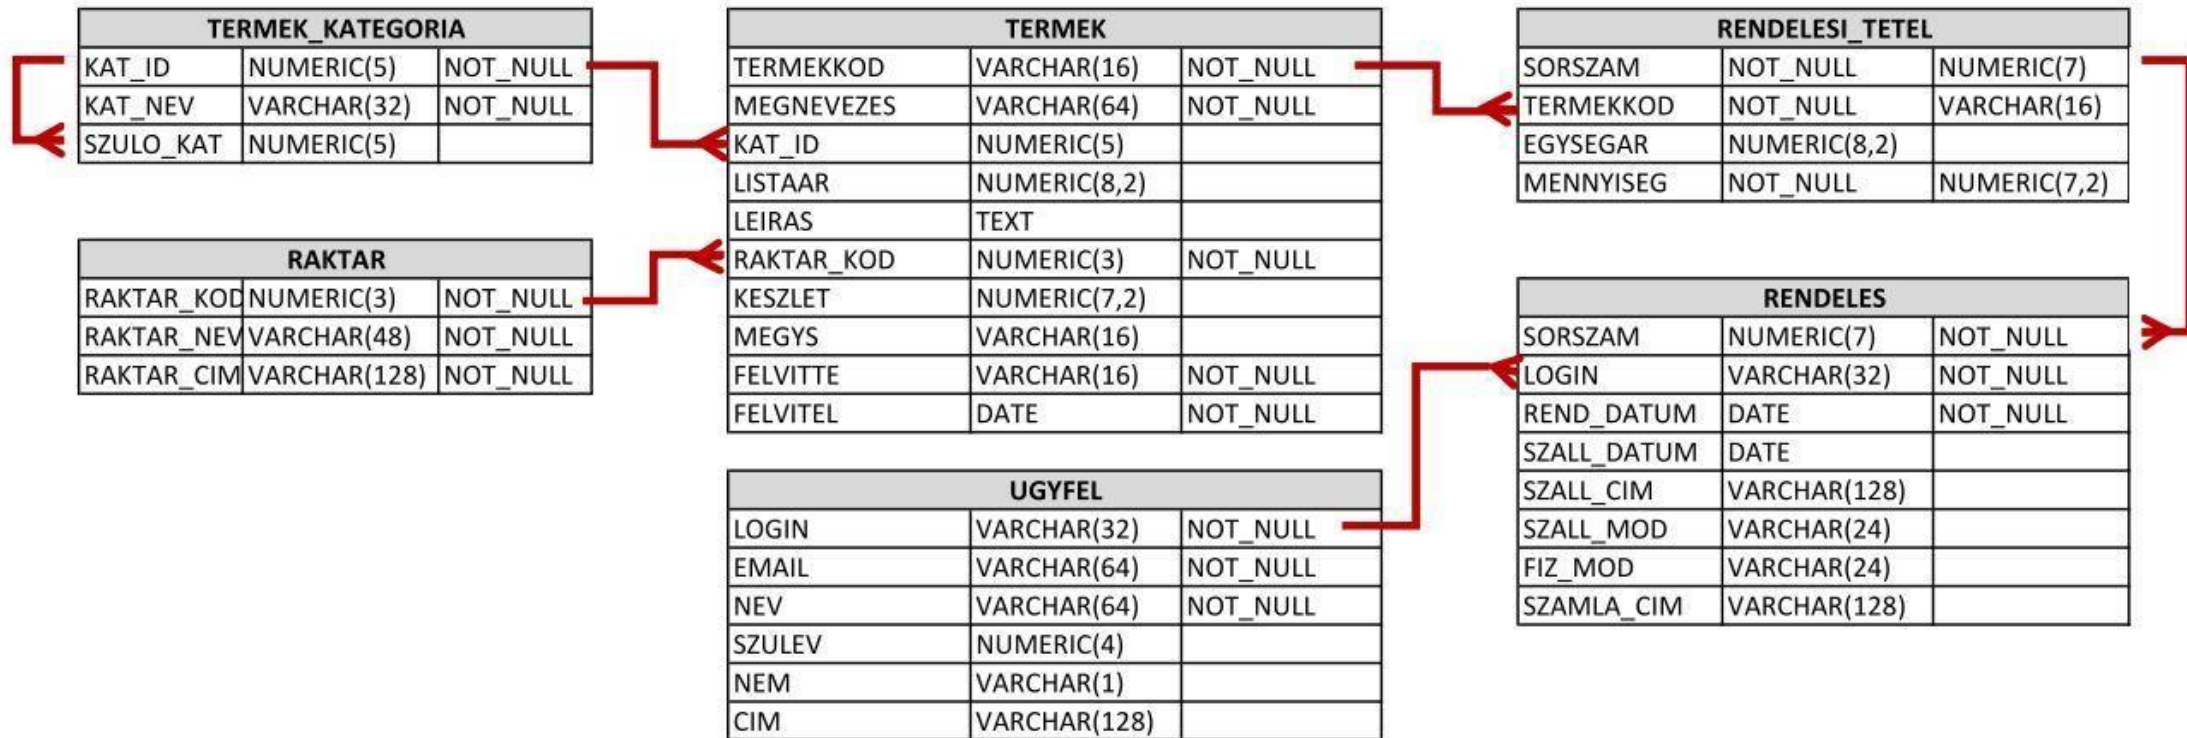 TERMEK_KATEGORIA
KAT_ID NUMERIC(5) NOT_NULL
KAT_NEV VARCHAR(32) NOT_NULL
SZULO_KAT NUMERIC(5)
RAKTAR
RAKTAR_KOD NUMERIC(3) NOT_NULL
RAKTAR_NEV VARCHAR(48) NOT_NULL
RAKTAR_CIM VARCHAR(128) NOT_NULL
TERMEK
TERMEKKOD VARCHAR(16) NOT_NULL
MEGNEVEZES VARCHAR(64) NOT_NULL
KAT_ID NUMERIC(5)
LISTAAR NUMERIC(8,2)
LEIRAS TEXT
RAKTAR_KOD NUMERIC(3) NOT_NULL
KESZLET NUMERIC(7,2)
MEGYS VARCHAR(16)
FELVITTE VARCHAR(16) NOT_NULL
FELVITEL DATE NOT_NULL
UGYFEL
LOGIN VARCHAR(32) NOT_NULL
EMAIL VARCHAR(64) NOT_NULL
NEV VARCHAR(64) NOT_NULL
SZULEV NUMERIC(4)
NEM VARCHAR(1)
CIM VARCHAR(128)
RENDELESI_TETEL
SORSZAM NOT_NULL NUMERIC(7)
TERMEKKOD NOT_NULL VARCHAR(16)
EGYSEGAR NUMERIC(8,2)
MENNYISEG NOT_NULL NUMERIC(7,2)
RENDELES
SORSZAM NUMERIC(7) NOT_NULL
LOGIN VARCHAR(32) NOT_NULL
REND_DATUM DATE NOT_NULL
SZALL_DATUM DATE
SZALL_CIM VARCHAR(128)
SZALL_MOD VARCHAR(24)
FIZ_MOD VARCHAR(24)
SZAMLA_CIM VARCHAR(128)